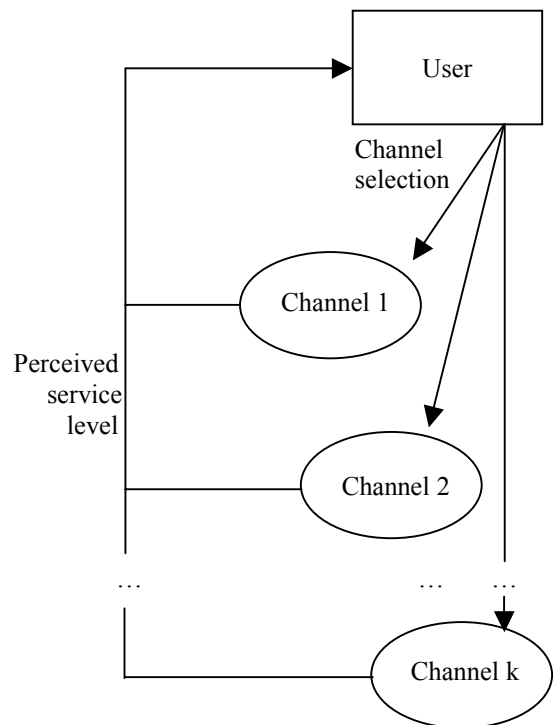 User
Channel
selection
Channel 1
Perceived
service
level
Channel 2
... ... ...
Channel k